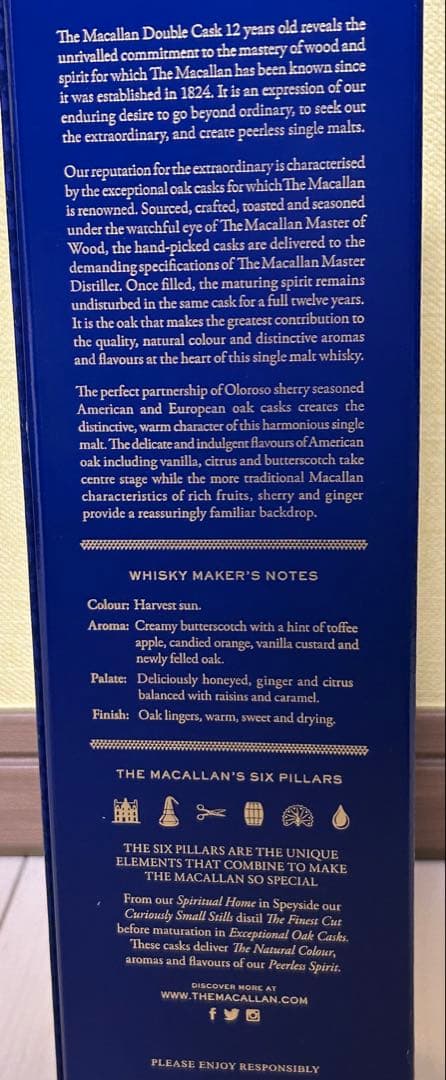 The Macallan Double Cask 12 years old reveals the
unrivalled commitment to the mastery of wood and
spirit for which The Macallan has been known since
it was established in 1824. It is an expression of our
enduring desire to go beyond ordinary, to seek out
the extraordinary, and create peerless single malts.
Our reputation for the extraordinary is characterised
by the exceptional oak casks for which The Macallan
is renowned. Sourced, crafted, toasted and seasoned
under the watchful eye of The Macallan Master of
Wood, the hand-picked casks are delivered to the
demanding specifications of The Macallan Master
Distiller. Once filled, the maturing spirit remains
undisturbed in the same cask for a full twelve years.
It is the oak that makes the greatest contribution to
the quality, natural colour and distinctive aromas
and flavours at the heart of this single malt whisky.
The perfect partnership of Oloroso sherry seasoned
American and European oak casks creates the
distinctive, warm character of this harmonious single
malt. The delicate and indulgent flavours of American
oak including vanilla, citrus and butterscotch take
centre stage while the more traditional Macallan
characteristics of rich fruits, sherry and ginger
provide a reassuringly familiar backdrop.
WHISKY MAKER'S NOTES
Colour: Harvest sun.
Aroma: Creamy butterscotch with a hint of toffee
apple, candied orange, vanilla custard and
newly felled oak.
Palate: Deliciously honeyed, ginger and citrus
balanced with raisins and caramel.
Finish: Oak lingers, warm, sweet and drying.
THE MACALLAN'S SIX PILLARS
THE SIX PILLARS ARE THE UNIQUE
ELEMENTS THAT COMBINE TO MAKE
THE MACALLAN SO SPECIAL
From our Spiritual Home in Speyside our
Curiously Small Stills distil The Finest Cut
before maturation in Exceptional Oak Casks.
These casks deliver The Natural Colour,
aromas and flavours of our Peerless Spirit.
DISCOVER MORE AT
WWW.THEMACALLAN.COM
PLEASE ENJOY RESPONSIBLY